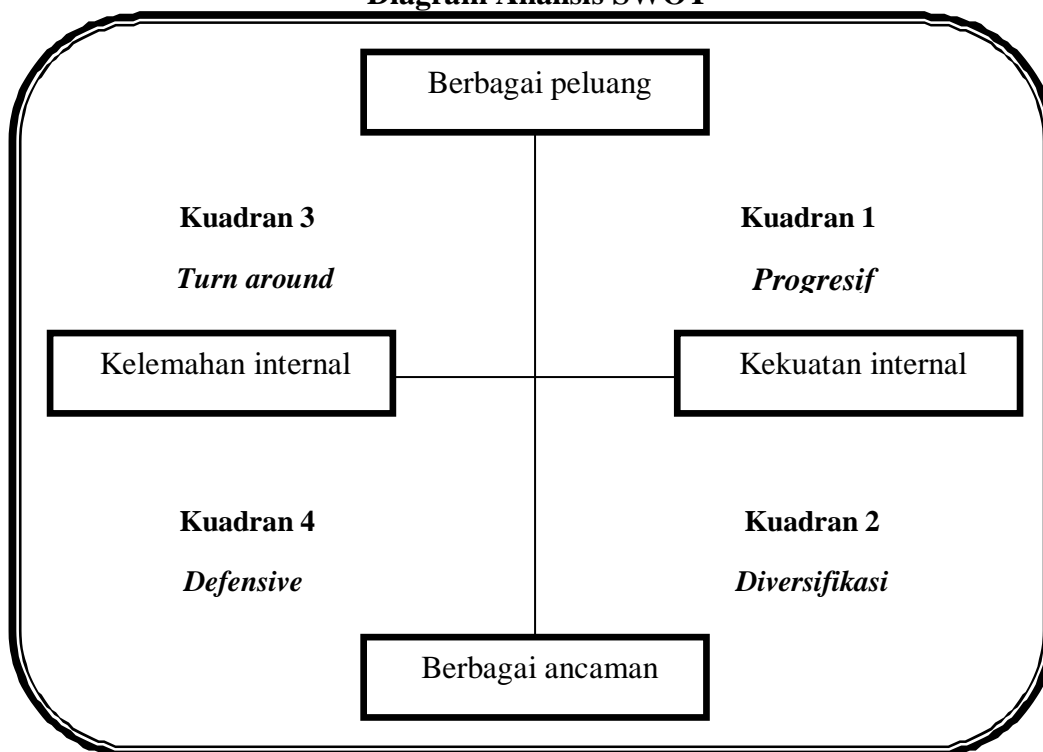 Diagram Analisis SWOT
Berbagai peluang
Kuadran 3
Kuadran 1
Turn around
Progresif
Kelemahan internal
Kekuatan internal
Kuadran 4
Kuadran 2
Defensive
Diversifikasi
Berbagai ancaman